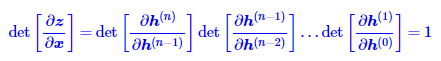 det [∂z/∂x] = det [∂h⁽ⁿ⁾/∂h⁽ⁿ⁻¹⁾] det [∂h⁽ⁿ⁻¹⁾/∂h⁽ⁿ⁻²⁾] … det [∂h⁽¹⁾/∂h⁽⁰⁾] = 1